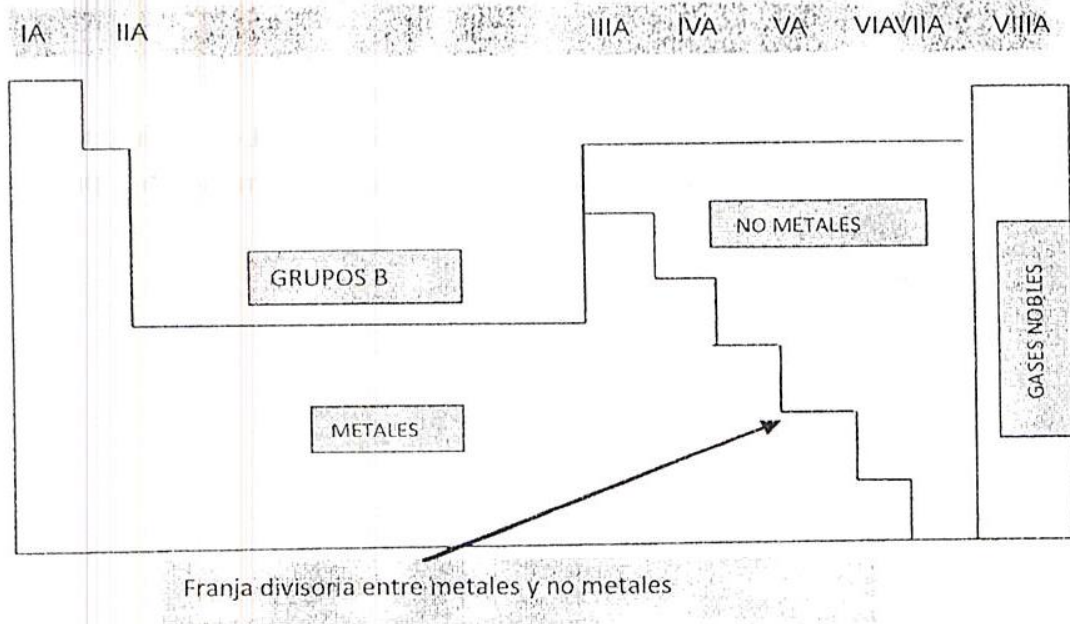 IA IIA IIIA IVA VA VIAVIIA VIIIA
NO METALES
GRUPOS B
GASES NOBLES
METALES
Franja divisoria entre metales y no metales